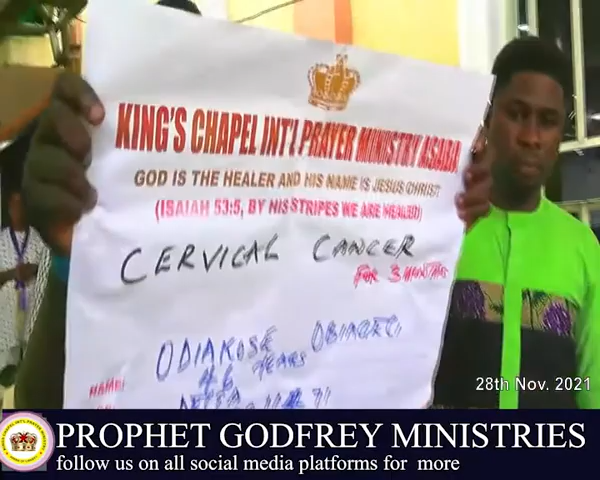 KING'S CHAPEL INT'L PRAYER MINISTRY ASABA
GOD IS THE HEALER AND HIS NAME IS JESUS CHRIST
(ISAIAH 53:5, BY HIS STRIPES WE ARE HEALED)
CERVICAL CANCER
FOR 3 MONTHS
ODIAKOSE OBIAGELI
NAME:
46 YEARS
28th Nov. 2021
PROPHET GODFREY MINISTRIES
follow us on all social media platforms for more